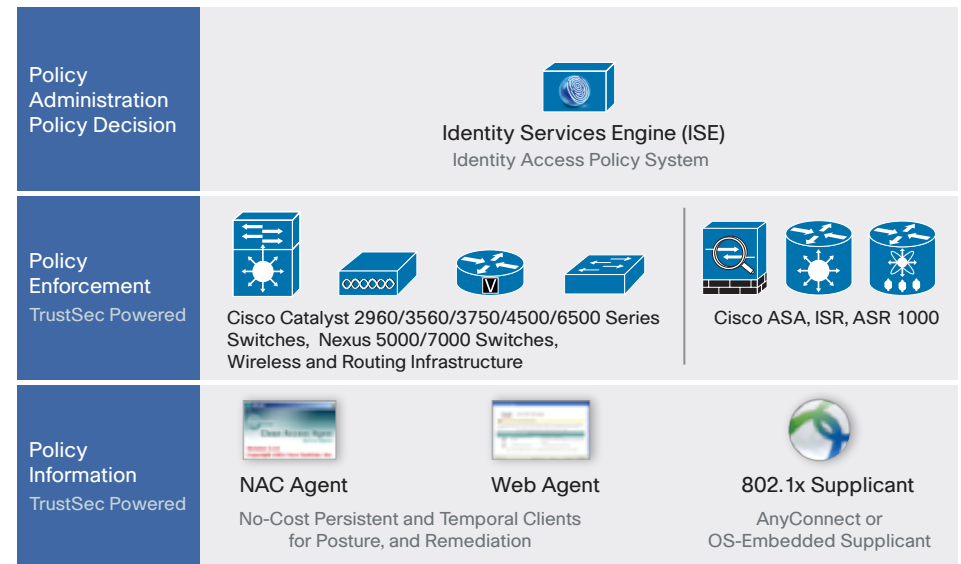 Policy
Administration
Policy Decision
Identity Services Engine (ISE)
Identity Access Policy System
Policy
Enforcement
TrustSec Powered
V
Cisco Catalyst 2960/3560/3750/4500/6500 Series
Switches, Nexus 5000/7000 Switches,
Wireless and Routing Infrastructure
Cisco ASA, ISR, ASR 1000
Policy
Information
TrustSec Powered
Clean Access Agent
NAC Agent
Web Agent
No-Cost Persistent and Temporal Clients
for Posture, and Remediation
802.1x Supplicant
AnyConnect or
OS-Embedded Supplicant